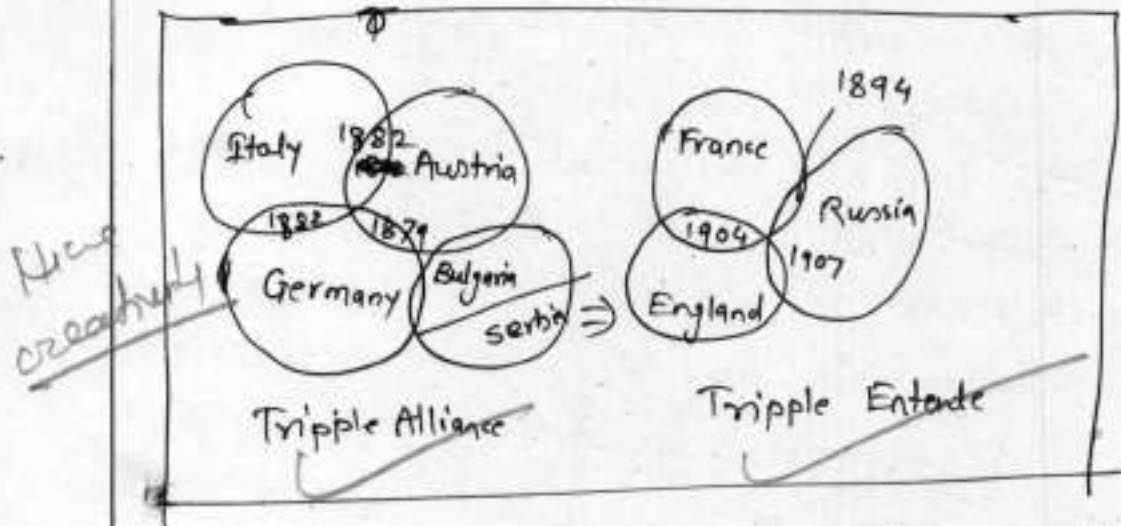 1894
Italy
1882
Austria
France
Russia
1882
1879
1904
1907
Germany
Bulgaria
England
Serbia ⇒
Tripple Alliance
Tripple Entente
creativity